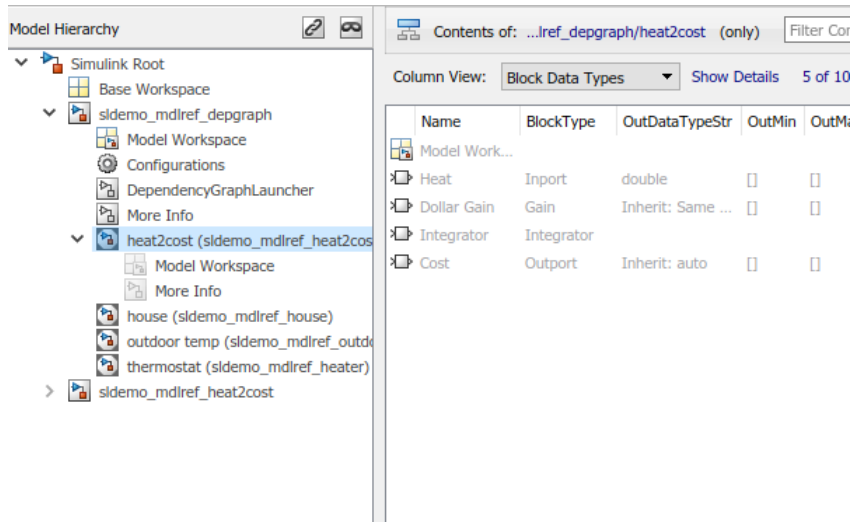 Model Hierarchy
Simulink Root
Base Workspace
sldemo_mdlref_depgraph
Model Workspace
Configurations
DependencyGraphLauncher
More Info
heat2cost (sldemo_mdlref_heat2cos
Model Workspace
More Info
house (sldemo_mdlref_house)
outdoor temp (sldemo_mdlref_outdo
thermostat (sldemo_mdlref_heater)
sldemo_mdlref_heat2cost
Contents of: ...lref_depgraph/heat2cost (only) Filter Cor
Column View: Block Data Types Show Details 5 of 10
Name BlockType OutDataTypeStr OutMin OutMa
Model Work...
Heat Inport double [] []
Dollar Gain Gain Inherit: Same ... [] []
Integrator Integrator
Cost Outport Inherit: auto [] []